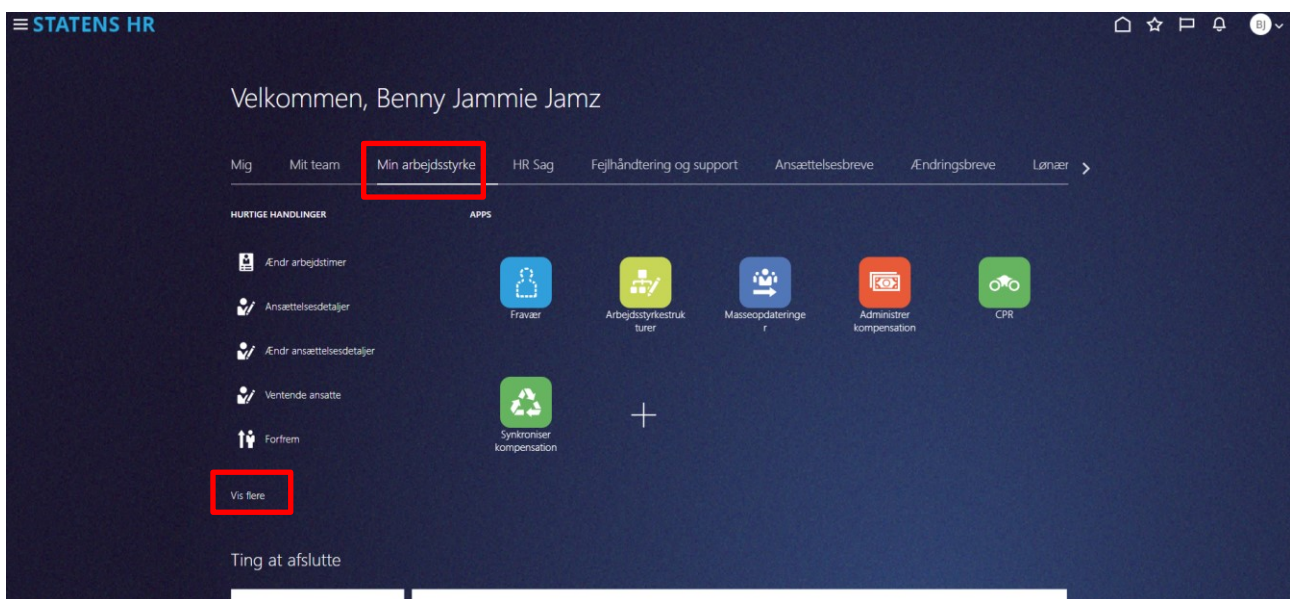 STATENS HR
BJ
Velkommen, Benny Jammie Jamz
Mig Mit team Min arbejdsstyrke HR Sag Fejlhåndtering og support Ansættelsesbreve Ændringsbreve Lønær
HURTIGE HANDLINGER
Ændr arbejdstimer
Ansættelsesdetaljer
Ændr ansættelsesdetaljer
Ventende ansatte
Forfrem
Vis flere
APPS
Fravær
Arbejdsstyrkestruk
turer
Masseopdateringe
r
Administrer
kompensation
CPR
Synkroniser
kompensation
Ting at afslutte